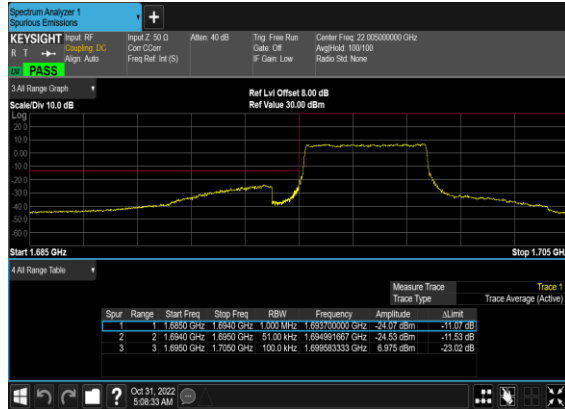 Spectrum Analyzer 1
Spurious Emissions
+
KEYSIGHT Input: RF Input Z: 50 Ω Atten: 40 dB Trig: Free Run Center Freq: 22.005000000 GHz
R T Coupling: DC Corr CCorr Gate: Off Avg|Hold: 100/100
Align: Auto Freq Ref: Int (S) IF Gain: Low Radio Std: None
PASS
3 All Range Graph
Ref Lvl Offset 8.00 dB
Scale/Div 10.0 dB Ref Value 30.00 dBm
Log
20.0
10.0
0.00
-10.0
-20.0
-30.0
-40.0
-50.0
-60.0
Start 1.685 GHz Stop 1.705 GH
4 All Range Table
Measure Trace Trace 1
Trace Type Trace Average (Active)
Spur Range Start Freq Stop Freq RBW Frequency Amplitude ΔLimit
1 1 1.6850 GHz 1.6940 GHz 1.000 MHz 1.693700000 GHz -24.07 dBm -11.07 dB
2 2 1.6940 GHz 1.6950 GHz 51.00 kHz 1.694991667 GHz -24.53 dBm -11.53 dB
3 3 1.6950 GHz 1.7050 GHz 100.0 kHz 1.699583333 GHz 6.975 dBm -23.02 dB
? Oct 31, 2022
5:08:33 AM